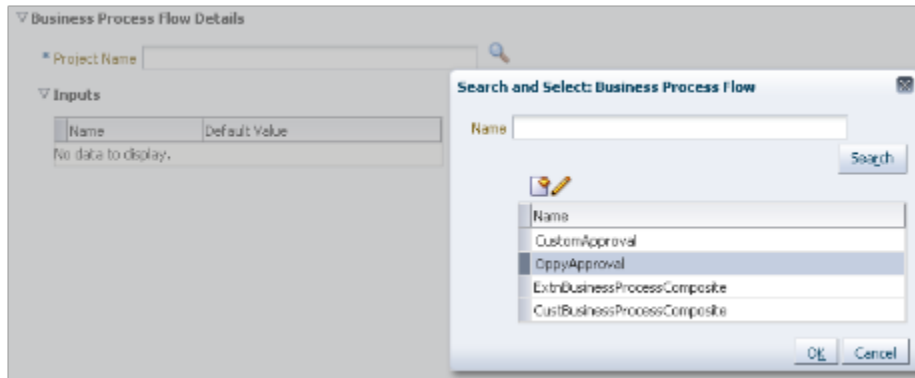 Business Process Flow Details
* Project Name
Inputs
Name Default Value
No data to display.
Search and Select: Business Process Flow
Name
Search
Name
CustomApproval
OppyApproval
ExtnBusinessProcessComposite
CustBusinessProcessComposite
OK Cancel